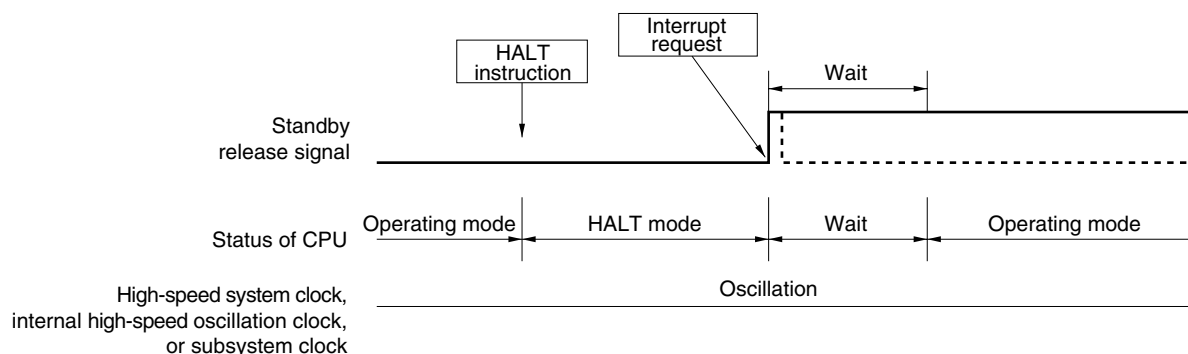 HALT
instruction
Interrupt
request
Wait
Standby
release signal
Status of CPU
Operating mode
HALT mode
Wait
Operating mode
High-speed system clock,
internal high-speed oscillation clock,
or subsystem clock
Oscillation